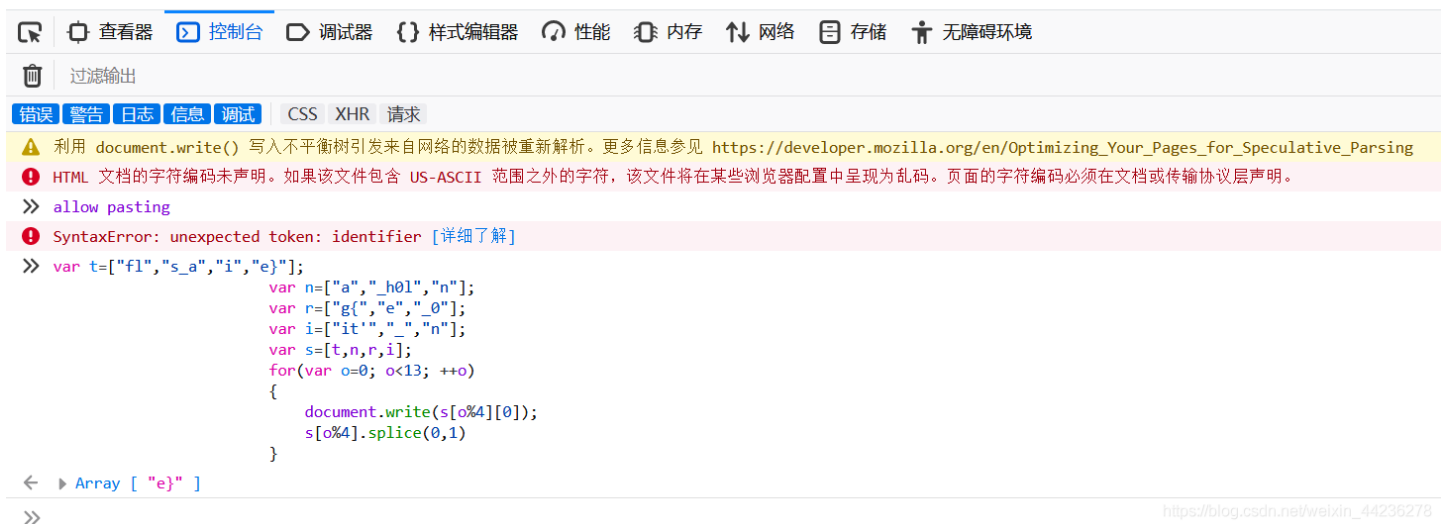 查看器 控制台 调试器 {} 样式编辑器 性能 内存 网络 存储 无障碍环境
过滤输出
错误 警告 日志 信息 调试 CSS XHR 请求
利用 document.write() 写入不平衡树引发来自网络的数据被重新解析。更多信息参见 https://developer.mozilla.org/en/Optimizing_Your_Pages_for_Speculative_Parsing
HTML 文档的字符编码未声明。如果该文件包含 US-ASCII 范围之外的字符，该文件将在某些浏览器配置中呈现为乱码。页面的字符编码必须在文档或传输协议层声明。
>> allow pasting
SyntaxError: unexpected token: identifier [详细了解]
>> var t=["fl","s_a","i","e}"];
var n=["a","_h0l","n"];
var r=["g{","e","_0"];
var i=["it'","_","n"];
var s=[t,n,r,i];
for(var o=0; o<13; ++o)
{
document.write(s[o%4][0]);
s[o%4].splice(0,1)
}
Array [ "e}" ]
>>
https://blog.csdn.net/weixin_44236278